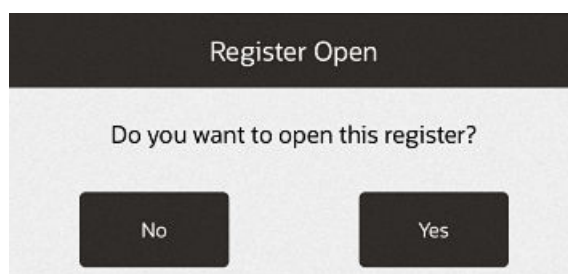 Register Open
Do you want to open this register?
No
Yes